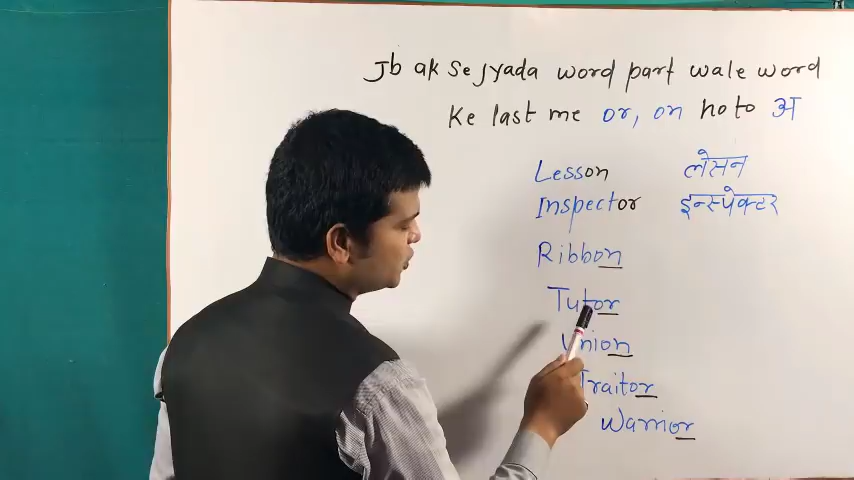 Jb ak se jyada word part wale word
Ke last me or, on ho to अ
Lesson लेसन
Inspector इन्स्पेक्टर
Ribbon
Tutor
Union
Traitor
Warrior